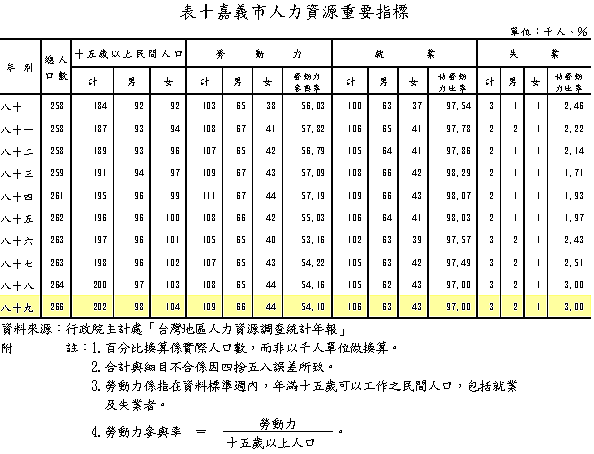 表十嘉義市人力資源重要指標
單位：千人、%
年 別 總人口數 十五歲以上民間人口 勞 動 力 就 業 失 業
計 男 女 計 男 女 勞動力參與率 計 男 女 佔勞動力比率 計 男 女 佔勞動力比率
八十 258 184 92 92 103 65 38 56.03 100 63 37 97.54 3 1 1 2.46
八十一 258 187 93 94 108 67 41 57.82 106 65 41 97.78 2 2 1 2.22
八十二 258 189 93 96 107 65 42 56.79 105 64 41 97.86 2 1 1 2.14
八十三 259 191 94 97 109 67 43 57.19 108 66 42 98.29 2 1 1 1.71
八十四 261 195 96 99 111 67 44 57.19 109 66 43 98.07 2 1 1 1.93
八十五 262 196 96 100 108 66 42 55.03 106 64 41 98.03 2 1 1 1.97
八十六 263 197 96 101 105 65 40 53.16 102 63 39 97.57 3 2 1 2.43
八十七 263 198 96 102 107 65 43 54.22 105 63 42 97.49 3 2 1 2.51
八十八 264 200 97 103 108 65 44 54.16 105 62 43 97.00 3 2 1 3.00
八十九 266 202 98 104 109 66 44 54.10 106 63 43 97.00 3 2 1 3.00
資料來源：行政院主計處「台灣地區人力資源調查統計年報」
附 註：1.百分比換算係實際人口數，而非以千人單位做換算。
2.合計與細目不合係因四捨五八誤差所致。
3.勞動力係指在資料標準週內，年滿十五歲可以工作之民間人口，包括就業
及失業者。
4.勞動力參與率 ＝ 勞動力
十五歲以上人口 。